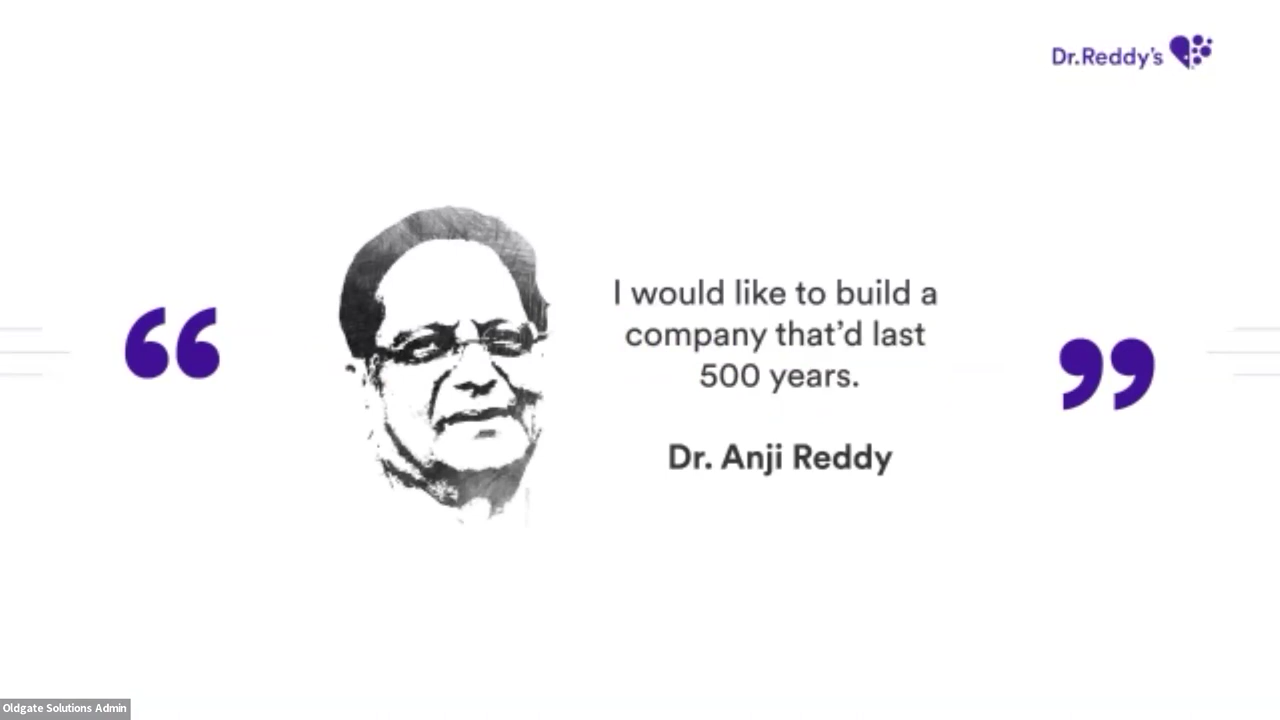 Dr.Reddy's
I would like to build a
company that’d last
500 years.
Dr. Anji Reddy
Oldgate Solutions Admin